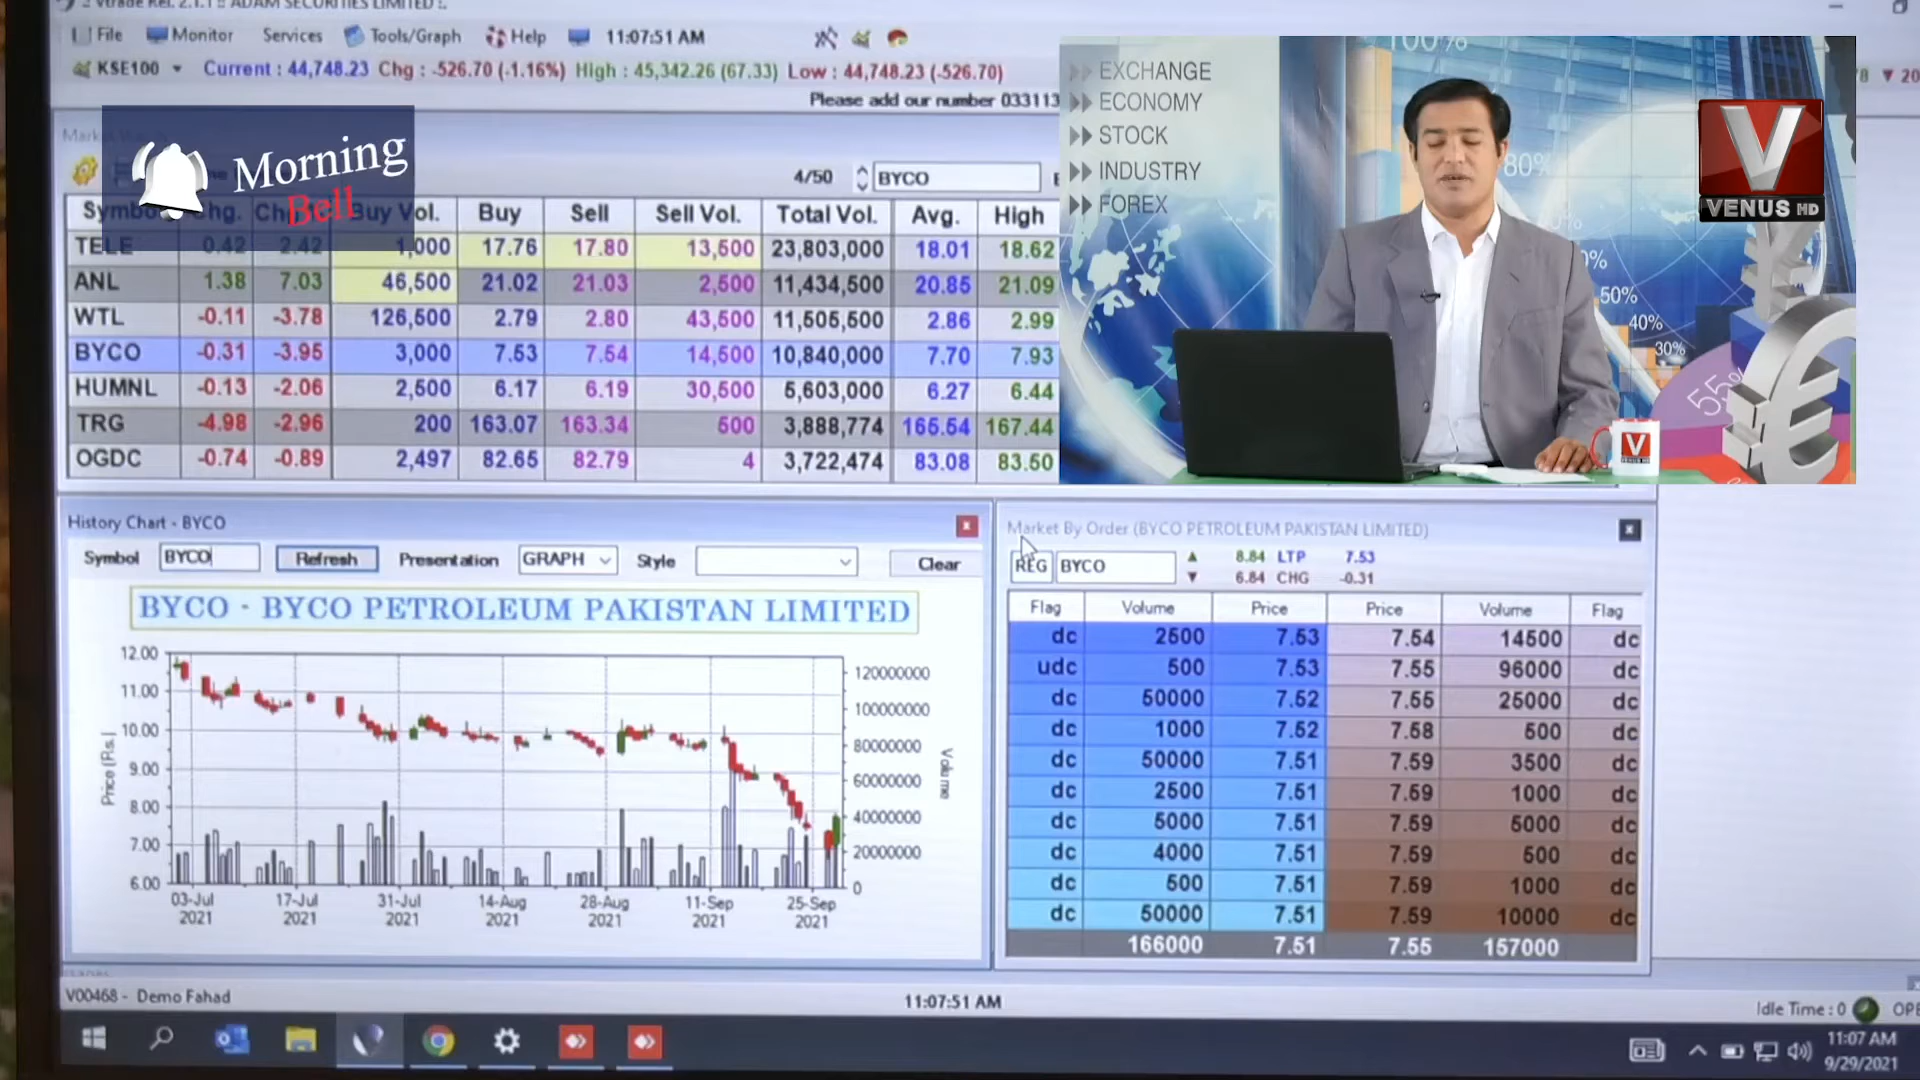 Vtrade Rel. 2.1.1 :: ADAM SECURITIES LIMITED :.
File Monitor Services Tools/Graph Help 11:07:51 AM
KSE100 Current : 44,748.23 Chg : -526.70 (-1.16%) High : 45,342.26 (67.33) Low : 44,748.23 (-526.70)
Please add our number 033113
Morning
Bell
4/50 BYCO
Buy Vol. Buy Sell Sell Vol. Total Vol. Avg. High
TELE 0.42 2.42 1,000 17.76 17.80 13,500 23,803,000 18.01 18.62
ANL 1.38 7.03 46,500 21.02 21.03 2,500 11,434,500 20.85 21.09
WTL -0.11 -3.78 126,500 2.79 2.80 43,500 11,505,500 2.86 2.99
BYCO -0.31 -3.95 3,000 7.53 7.54 14,500 10,840,000 7.70 7.93
HUMNL -0.13 -2.06 2,500 6.17 6.19 30,500 5,603,000 6.27 6.44
TRG -4.98 -2.96 200 163.07 163.34 500 3,888,774 165.54 167.44
OGDC -0.74 -0.89 2,497 82.65 82.79 4 3,722,474 83.08 83.50
EXCHANGE
ECONOMY
STOCK
INDUSTRY
FOREX
100%
80%
50%
40%
30%
55%
V
VENUS HD
V
History Chart - BYCO
Symbol BYCO Refresh Presentation GRAPH Style Clear
BYCO - BYCO PETROLEUM PAKISTAN LIMITED
12.00
11.00
10.00
9.00
8.00
7.00
6.00
Price (Rs.)
120000000
100000000
80000000
60000000
40000000
20000000
0
Volume
03-Jul 17-Jul 31-Jul 14-Aug 28-Aug 11-Sep 25-Sep
2021 2021 2021 2021 2021 2021 2021
Market By Order (BYCO PETROLEUM PAKISTAN LIMITED)
REG BYCO 8.84 LTP 7.53
6.84 CHG -0.31
Flag Volume Price Price Volume Flag
dc 2500 7.53 7.54 14500 dc
udc 500 7.53 7.55 96000 dc
dc 50000 7.52 7.55 25000 dc
dc 1000 7.52 7.58 500 dc
dc 50000 7.51 7.59 3500 dc
dc 2500 7.51 7.59 1000 dc
dc 5000 7.51 7.59 5000 dc
dc 4000 7.51 7.59 500 dc
dc 500 7.51 7.59 1000 dc
dc 50000 7.51 7.59 10000 dc
166000 7.51 7.55 157000
V00468 - Demo Fahad 11:07:51 AM Idle Time : 0
11:07 AM
9/29/2021